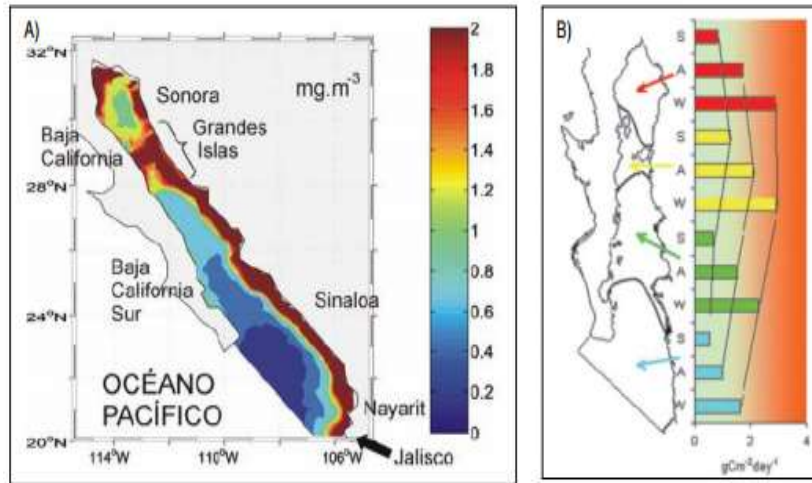 A)
32°N
28°N
24°N
20°N
114°W
110°W
106°W
mg.m⁻³
Sonora
Grandes
Islas
Baja
California
Baja
California
Sur
Sinaloa
OCÉANO
PACÍFICO
Nayarit
Jalisco
2
1.8
1.6
1.4
1.2
1
0.8
0.6
0.4
0.2
0
B)
S
A
W
S
A
W
S
A
W
S
A
W
0
2
4
gCm⁻²day⁻¹